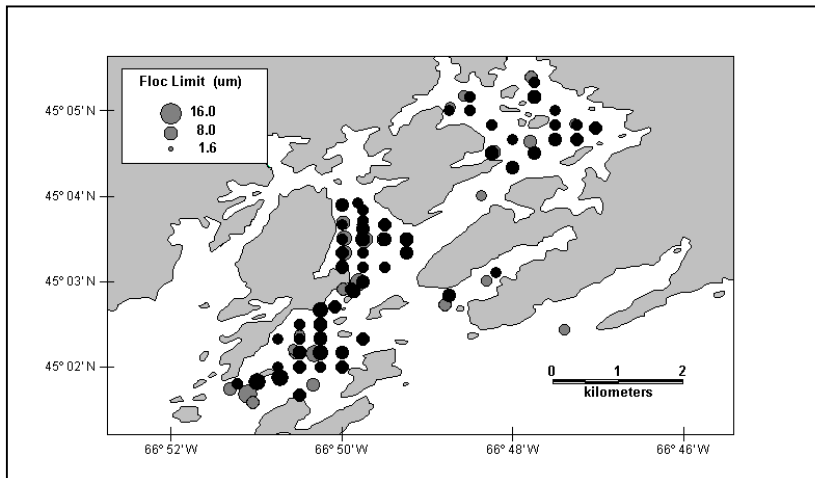 Floc Limit (um)
16.0
8.0
1.6
45° 05'N
45° 04'N
45° 03'N
45° 02'N
0 1 2
kilometers
66° 52'W 66° 50'W 66° 48'W 66° 46'W